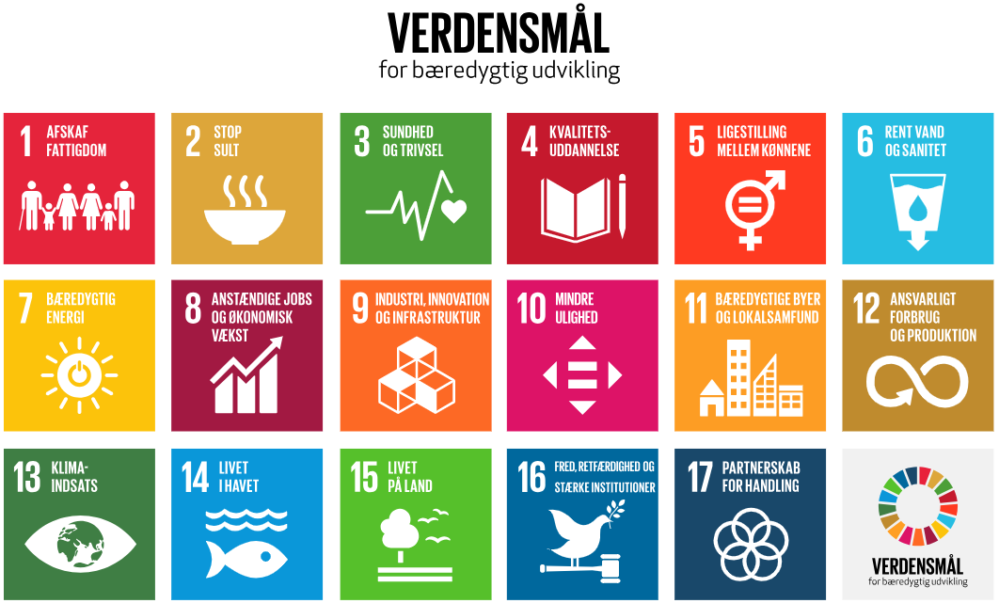 VERDENSMÅL
for bæredygtig udvikling
1 AFSKAF
FATTIGDOM
2 STOP
SULT
3 SUNDHED
OG TRIVSEL
4 KVALITETS-
UDDANNELSE
5 LIGESTILLING
MELLEM KØNNENE
6 RENT VAND
OG SANITET
7 BÆREDYGTIG
ENERGI
8 ANSTÆNDIGE JOBS
OG ØKONOMISK
VÆKST
9 INDUSTRI, INNOVATION
OG INFRASTRUKTUR
10 MINDRE
ULIGHED
11 BÆREDYGTIGE BYER
OG LOKALSAMFUND
12 ANSVARLIGT
FORBRUG
OG PRODUKTION
13 KLIMA-
INDSATS
14 LIVET
I HAVET
15 LIVET
PÅ LAND
16 FRED, RETFÆRDIGHED OG
STÆRKE INSTITUTIONER
17 PARTNERSKAB
FOR HANDLING
VERDENSMÅL
for bæredygtig udvikling